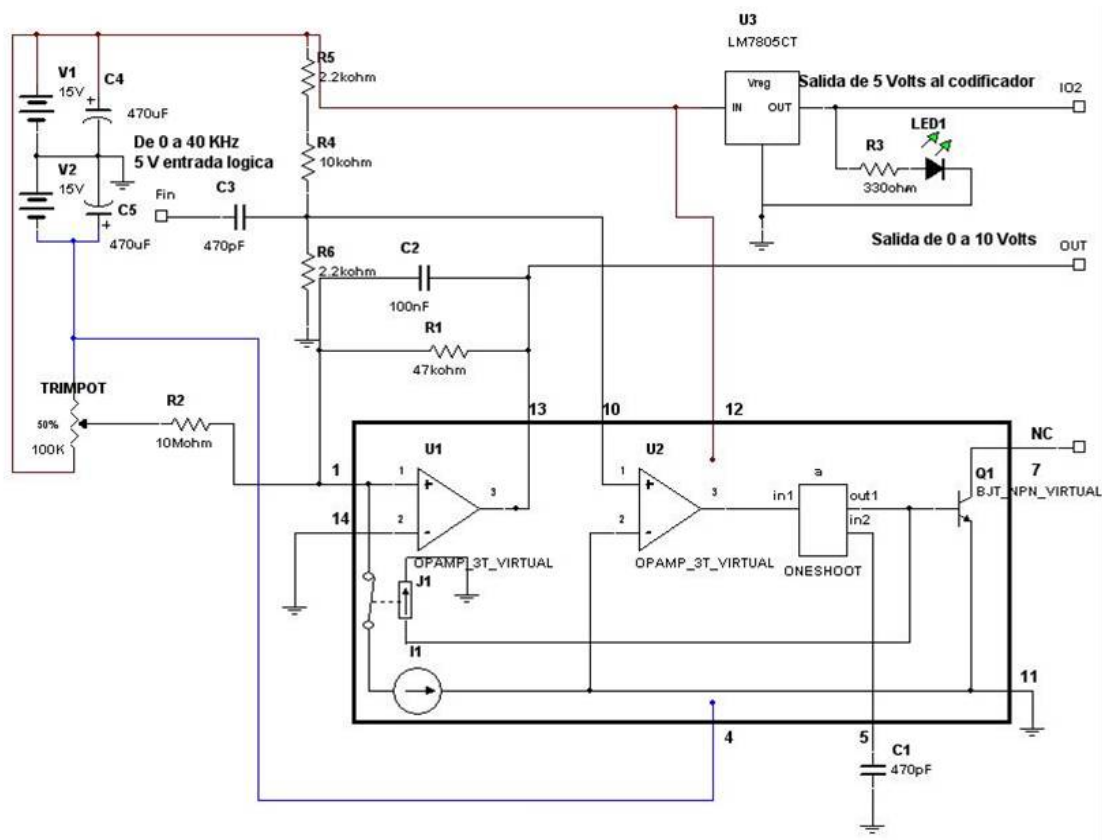 U3
LM7805CT
Vreg
IN OUT
Salida de 5 Volts al codificador
IO2
LED1
R3
330ohm
Salida de 0 a 10 Volts
OUT
V1
15V
C4
+
470uF
De 0 a 40 KHz
5 V entrada logica
V2
15V
C5
+
470uF
Fin
C3
470pF
R5
2.2kohm
R4
10kohm
R6
2.2kohm
C2
100nF
R1
47kohm
TRIMPOT
50%
100K
R2
10Mohm
13
10
12
1
14
U1
1
+
2
-
3
OPAMP_3T_VIRTUAL
U2
1
+
2
-
3
OPAMP_3T_VIRTUAL
a
in1
out1
in2
ONESHOOT
NC
Q1
7
BJT_NPN_VIRTUAL
J1
I1
11
4
5
C1
470pF